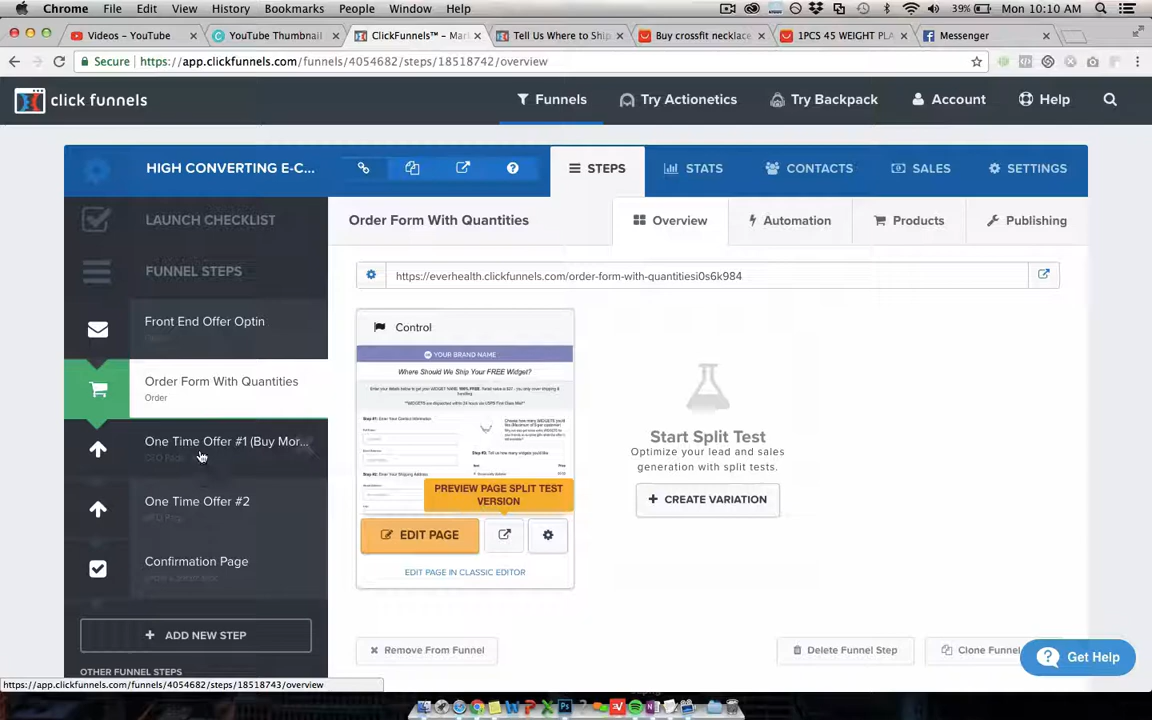 Chrome File Edit View History Bookmarks People Window Help 39% Mon 10:10 AM
Videos – YouTube
YouTube Thumbnail
ClickFunnels™ – Mark
Tell Us Where to Ship
Buy crossfit necklace
1PCS 45 WEIGHT PLA
Messenger
Secure https://app.clickfunnels.com/funnels/4054682/steps/18518742/overview
click funnels
Funnels Try Actionetics Try Backpack Account Help
HIGH CONVERTING E-C...
STEPS STATS CONTACTS SALES SETTINGS
LAUNCH CHECKLIST
FUNNEL STEPS
Front End Offer Optin
Order Form With Quantities
Order
One Time Offer #1 (Buy Mor...
One Time Offer #2
Confirmation Page
ADD NEW STEP
OTHER FUNNEL STEPS
Order Form With Quantities
Overview Automation Products Publishing
https://everhealth.clickfunnels.com/order-form-with-quantitiesi0s6k984
Control
YOUR BRAND NAME
Where Should We Ship Your FREE Widget?
PREVIEW PAGE SPLIT TEST
VERSION
EDIT PAGE
EDIT PAGE IN CLASSIC EDITOR
Start Split Test
Optimize your lead and sales
generation with split tests.
CREATE VARIATION
Remove From Funnel
Delete Funnel Step
Clone Funnel
Get Help
https://app.clickfunnels.com/funnels/4054682/steps/18518743/overview